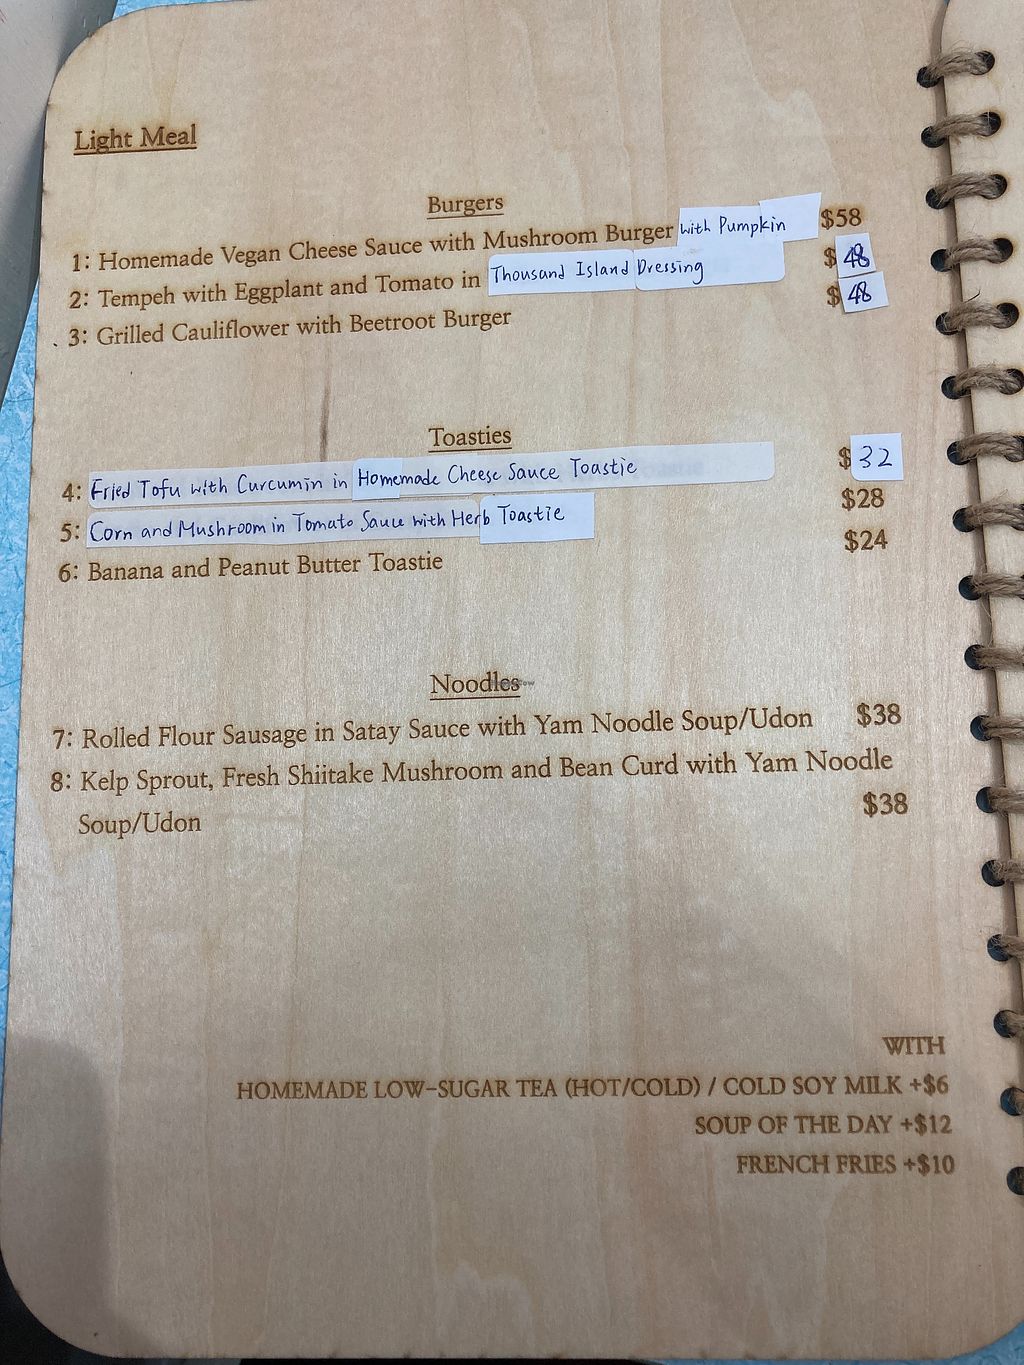 Light Meal
Burgers
1: Homemade Vegan Cheese Sauce with Mushroom Burger with Pumpkin $58
2: Tempeh with Eggplant and Tomato in Thousand Island Dressing $48
3: Grilled Cauliflower with Beetroot Burger $48
Toasties
4: Fried Tofu with Curcumin in Homemade Cheese Sauce Toastie $32
5: Corn and Mushroom in Tomato Sauce with Herb Toastie $28
6: Banana and Peanut Butter Toastie $24
Noodles
7: Rolled Flour Sausage in Satay Sauce with Yam Noodle Soup/Udon $38
8: Kelp Sprout, Fresh Shiitake Mushroom and Bean Curd with Yam Noodle
Soup/Udon $38
WITH
HOMEMADE LOW-SUGAR TEA (HOT/COLD) / COLD SOY MILK +$6
SOUP OF THE DAY +$12
FRENCH FRIES +$10